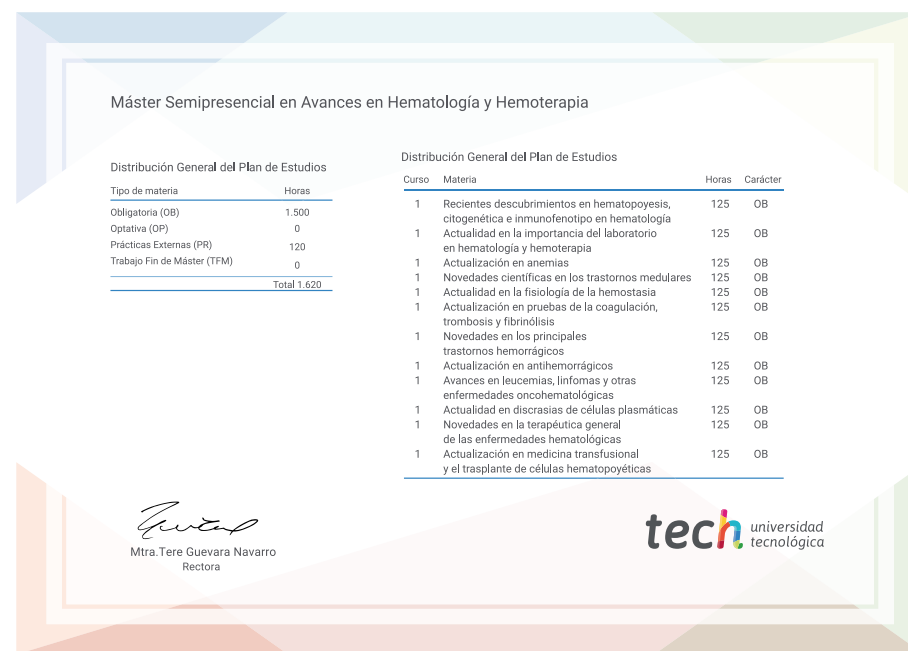 Máster Semipresencial en Avances en Hematología y Hemoterapia
Distribución General del Plan de Estudios
Tipo de materia Horas
Obligatoria (OB) 1.500
Optativa (OP) 0
Prácticas Externas (PR) 120
Trabajo Fin de Máster (TFM) 0
Total 1.620
Distribución General del Plan de Estudios
Curso Materia Horas Carácter
1 Recientes descubrimientos en hematopoyesis, 125 OB
citogenética e inmunofenotipo en hematología
1 Actualidad en la importancia del laboratorio 125 OB
en hematología y hemoterapia
1 Actualización en anemias 125 OB
1 Novedades científicas en los trastornos medulares 125 OB
1 Actualidad en la fisiología de la hemostasia 125 OB
1 Actualización en pruebas de la coagulación, 125 OB
trombosis y fibrinólisis
1 Novedades en los principales 125 OB
trastornos hemorrágicos
1 Actualización en antihemorrágicos 125 OB
1 Avances en leucemias, linfomas y otras 125 OB
enfermedades oncohematológicas
1 Actualidad en discrasias de células plasmáticas 125 OB
1 Novedades en la terapéutica general 125 OB
de las enfermedades hematológicas
1 Actualización en medicina transfusional 125 OB
y el trasplante de células hematopoyéticas
Mtra.Tere Guevara Navarro
Rectora
tech universidad
tecnológica